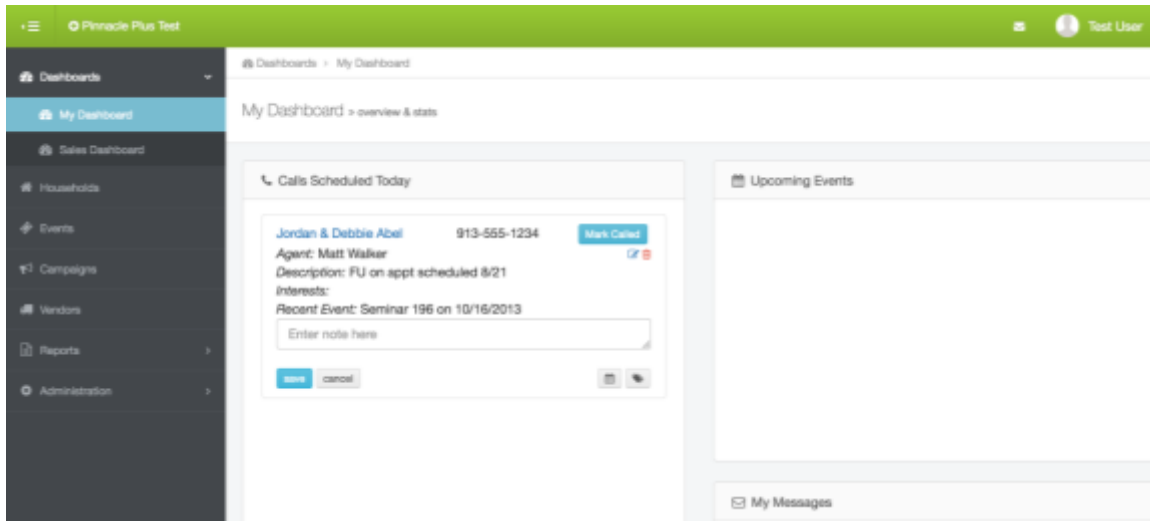 Pinnacle Plus Test
Test User
Dashboards
My Dashboard
Sales Dashboard
Households
Events
Campaigns
Vendors
Reports
Administration
Dashboards > My Dashboard
My Dashboard » overview & stats
Calls Scheduled Today
Jordan & Debbie Abel 913-555-1234 Mark Called
Agent: Matt Walker
Description: FU on appt scheduled 8/21
Interests:
Recent Event: Seminar 196 on 10/16/2013
Enter note here
save cancel
Upcoming Events
My Messages